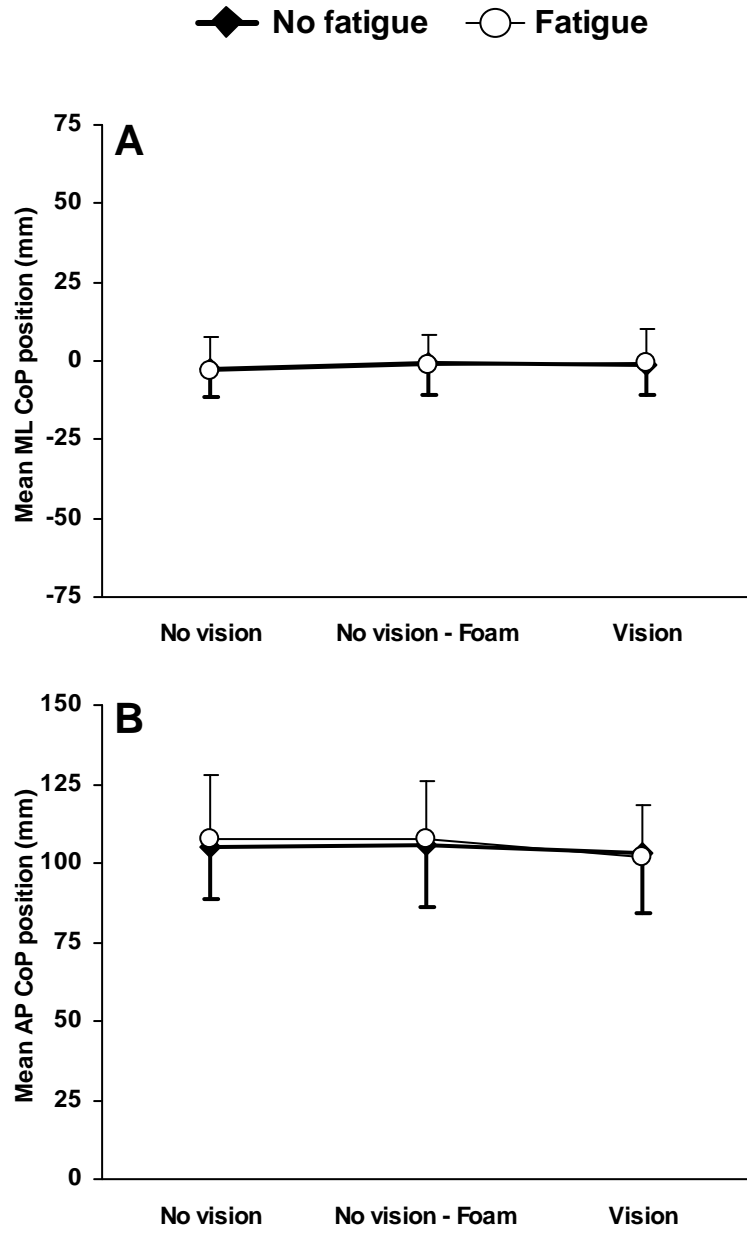 No fatigue Fatigue
A
Mean ML CoP position (mm)
75
50
25
0
-25
-50
-75
No vision No vision - Foam Vision
B
Mean AP CoP position (mm)
150
125
100
75
50
25
0
No vision No vision - Foam Vision